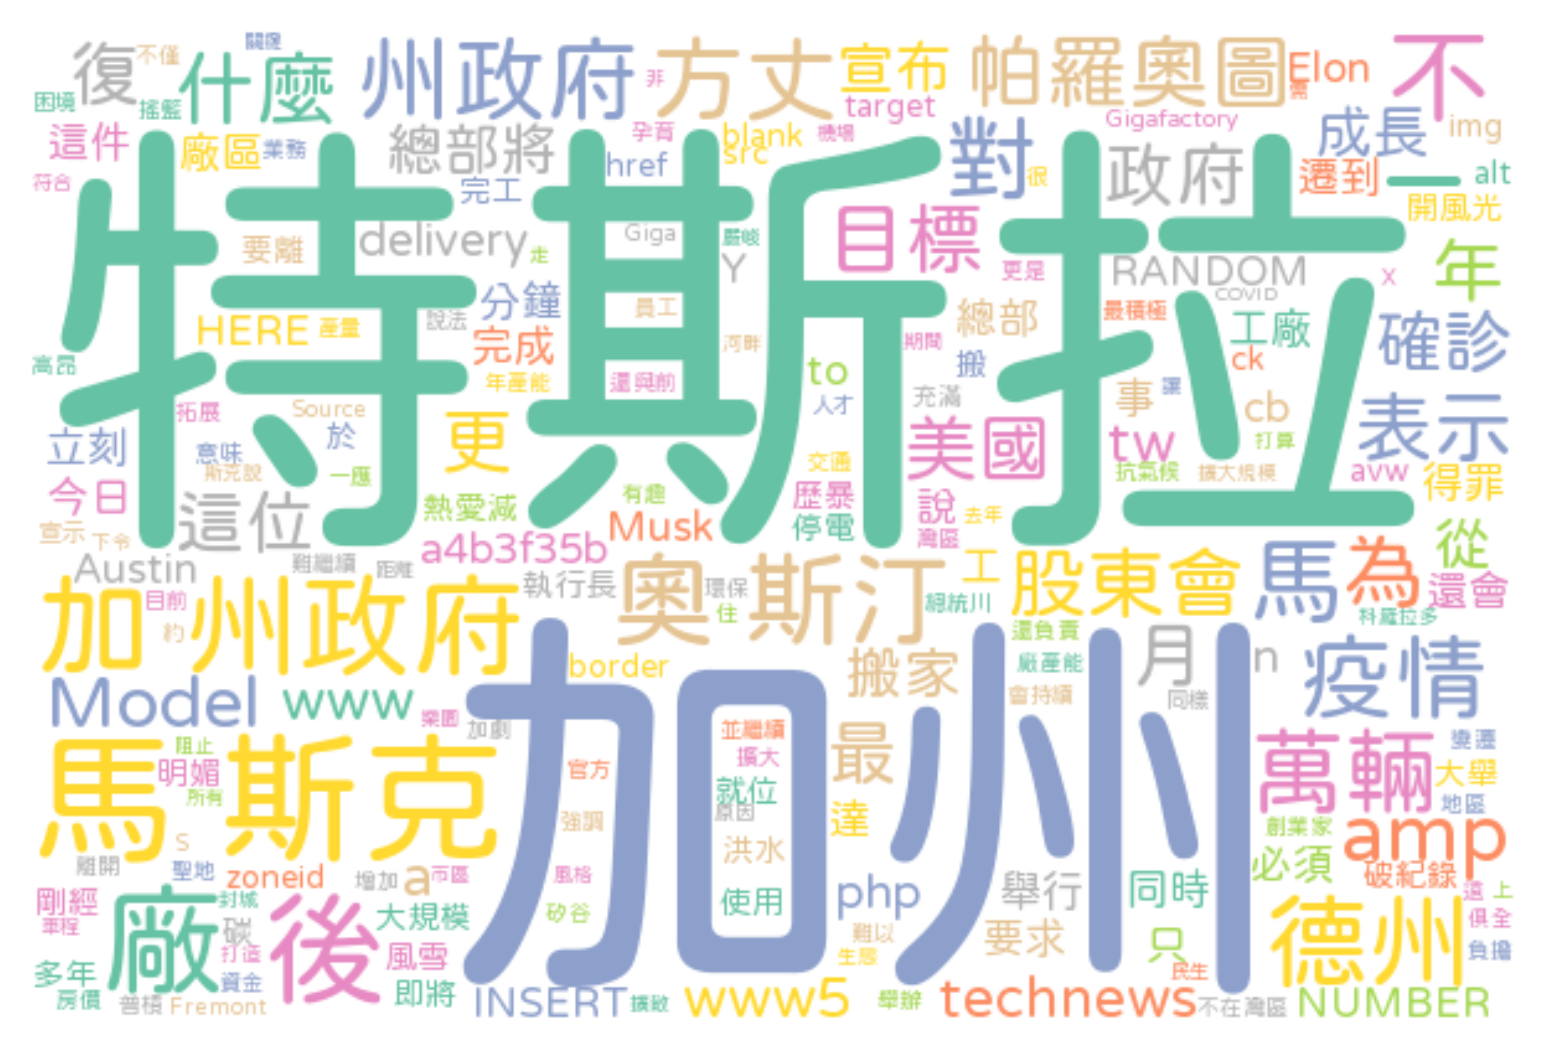 復
不僅
關鍵
什麼
州政府
非
方丈
宣布
帕羅奧圖
Elon
需
不
困境
搖籃
這件
廠區
業務
總部將
孕育
blank
src
機場
target
Gigafactory
對
很
政府
成長
img
遷到
一
alt
符合
完工
href
開風光
特斯拉
要離
delivery
走
Giga
嚴峻
Y
目標
更是
RANDOM
COVID
x
年
HERE
產量
說法
分鐘
員工
總部
最積極
工廠
確診
高昂
完成
河畔
期間
ck
年產能
還與前
to
搬
人才
充滿
事
讓
cb
表示
拓展
Source
立刻
意味
於
斯克說
一應
更
交通
美國
tw
打算
抗氣候
擴大規模
avw
得罪
今日
這位
熱愛減
有趣
歷暴
停電
說
去年
灣區
宣示
下令
Musk
a4b3f35b
從
Austin
難繼續
距離
執行長
奧斯汀
環保
住
工
總統川
股東會
馬
為
還會
科羅拉多
加州政府
目前
約
還負責
Model
www
樂園
border
加州
搬家
廠產能
會持續
月
同樣
n
疫情
加劇
並繼續
擴大
就位
原因
最
達
萬輛
變遷
大舉
地區
馬斯克
阻止
明媚
所有
s
官方
強調
洪水
創業家
amp
離開
聖地
zoneid
增加
a
市區
風格
使用
php
舉行
同時
必須
破紀錄
道
上
剛經
車程
廠
封城
碳
打造
資金
後
大規模
風雪
矽谷
難以
生態
要求
只
民生
德州
俱全
負擔
多年
房價
普積
Fremont
即將
INSERT
擴散
www5
舉辦
technews
不在灣區
NUMBER